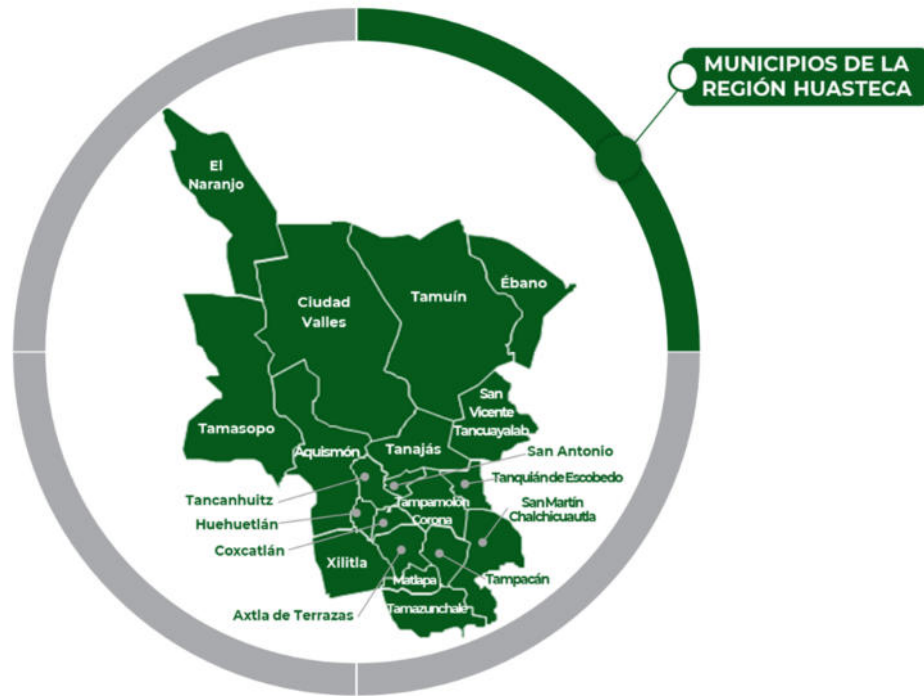 MUNICIPIOS DE LA
REGIÓN HUASTECA
El
Naranjo
Ciudad
Valles
Tamuín
Ébano
San
Vicente
Tancuayalab
Tamasopo
Aquismón
Tanajás
San Antonio
Tancanhuitz
Tanquián de Escobedo
Tampamolón
Corona
San Martín
Chalchicuautla
Huehuetlán
Coxcatlán
Xilitla
Matlapa
Tampacán
Axtla de Terrazas
Tamazunchale